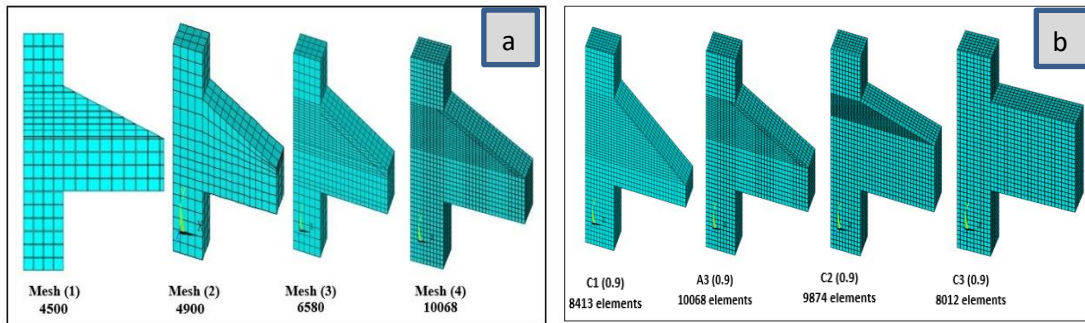 a
Mesh (1)
4500
Mesh (2)
4900
Mesh (3)
6580
Mesh (4)
10068
b
C1 (0.9)
8413 elements
A3 (0.9)
10068 elements
C2 (0.9)
9874 elements
C3 (0.9)
8012 elements